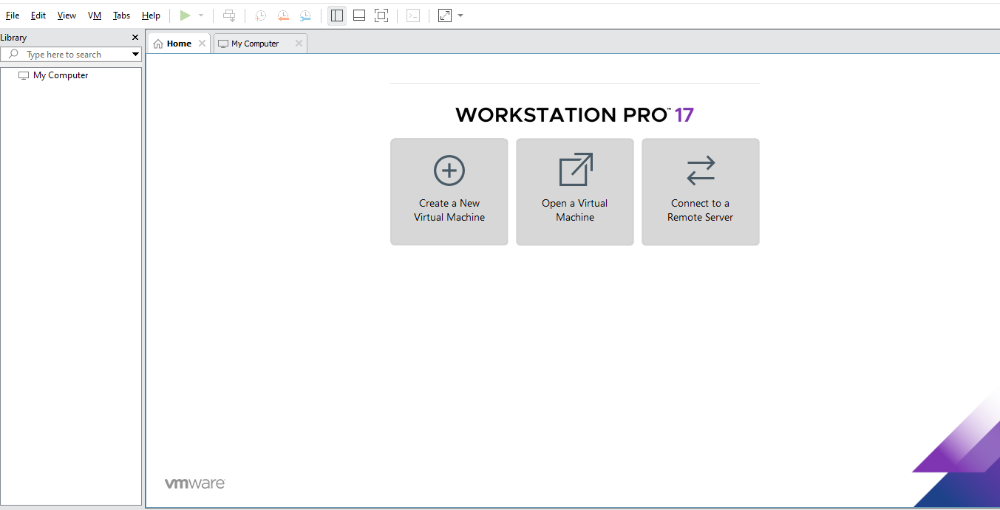 File Edit View VM Tabs Help
Library
Type here to search
My Computer
Home
My Computer
WORKSTATION PRO™ 17
Create a New
Virtual Machine
Open a Virtual
Machine
Connect to a
Remote Server
vmware